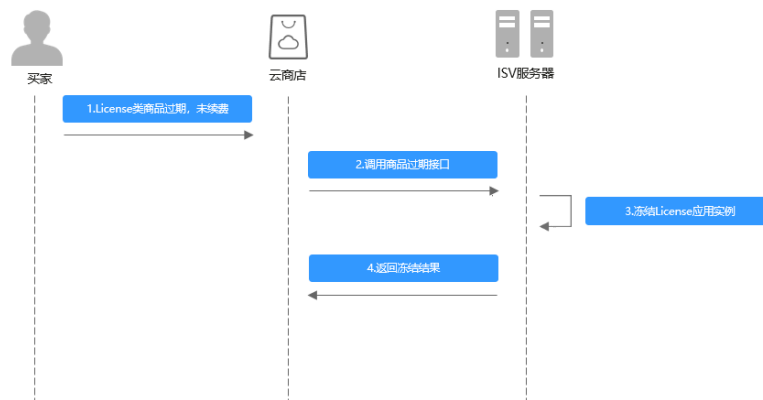 买家
云商店
ISV服务器
1.License类商品过期，未续费
2.调用商品过期接口
3.冻结License应用实例
4.返回冻结结果